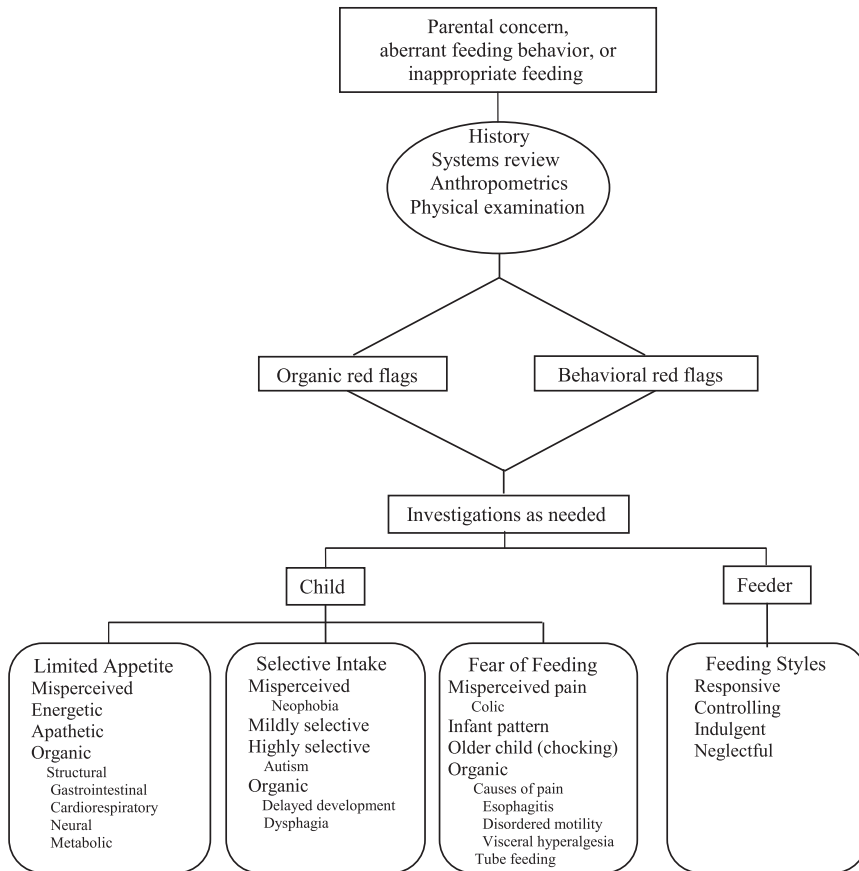 Parental concern,
aberrant feeding behavior, or
inappropriate feeding
History
Systems review
Anthropometrics
Physical examination
Organic red flags
Behavioral red flags
Investigations as needed
Child
Feeder
Limited Appetite
Misperceived
Energetic
Apathetic
Organic
Structural
Gastrointestinal
Cardiorespiratory
Neural
Metabolic
Selective Intake
Misperceived
Neophobia
Mildly selective
Highly selective
Autism
Organic
Delayed development
Dysphagia
Fear of Feeding
Misperceived pain
Colic
Infant pattern
Older child (chocking)
Organic
Causes of pain
Esophagitis
Disordered motility
Visceral hyperalgesia
Tube feeding
Feeding Styles
Responsive
Controlling
Indulgent
Neglectful